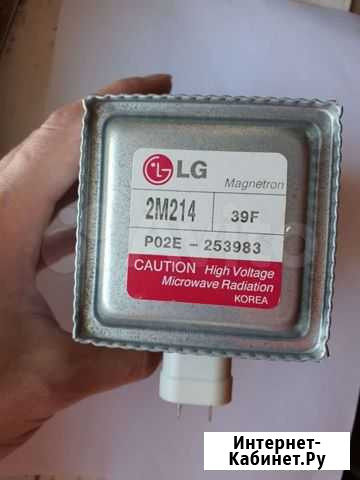 LG
Magnetron
2M214 39F
P02E - 253983
CAUTION High Voltage
Microwave Radiation
KOREA
Интернет-
Кабинет.Ру